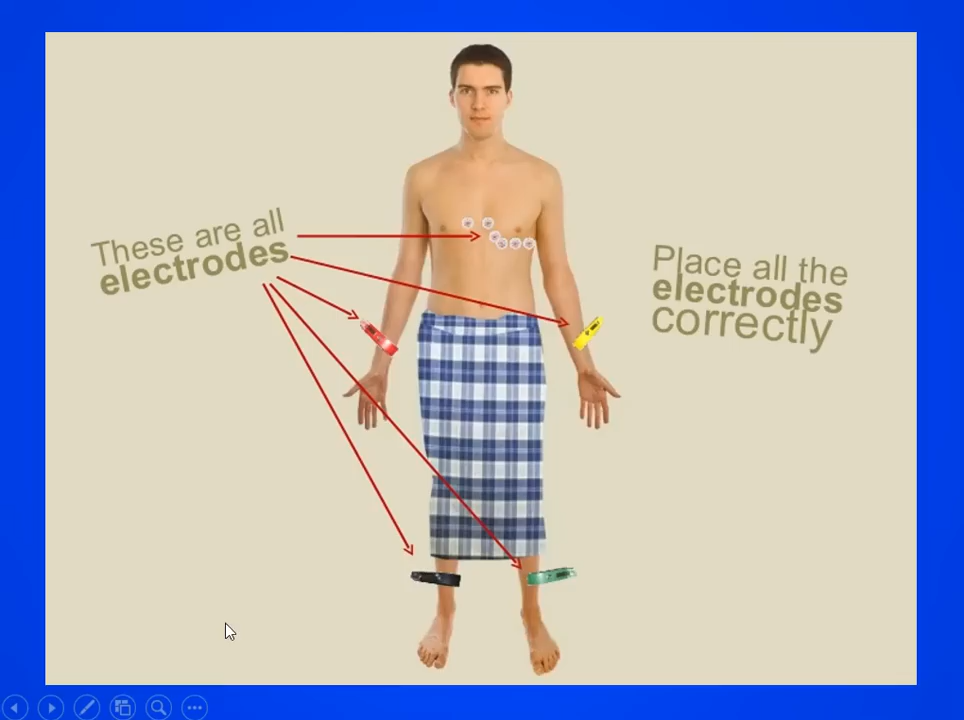 These are all
electrodes
Place all the
electrodes
correctly